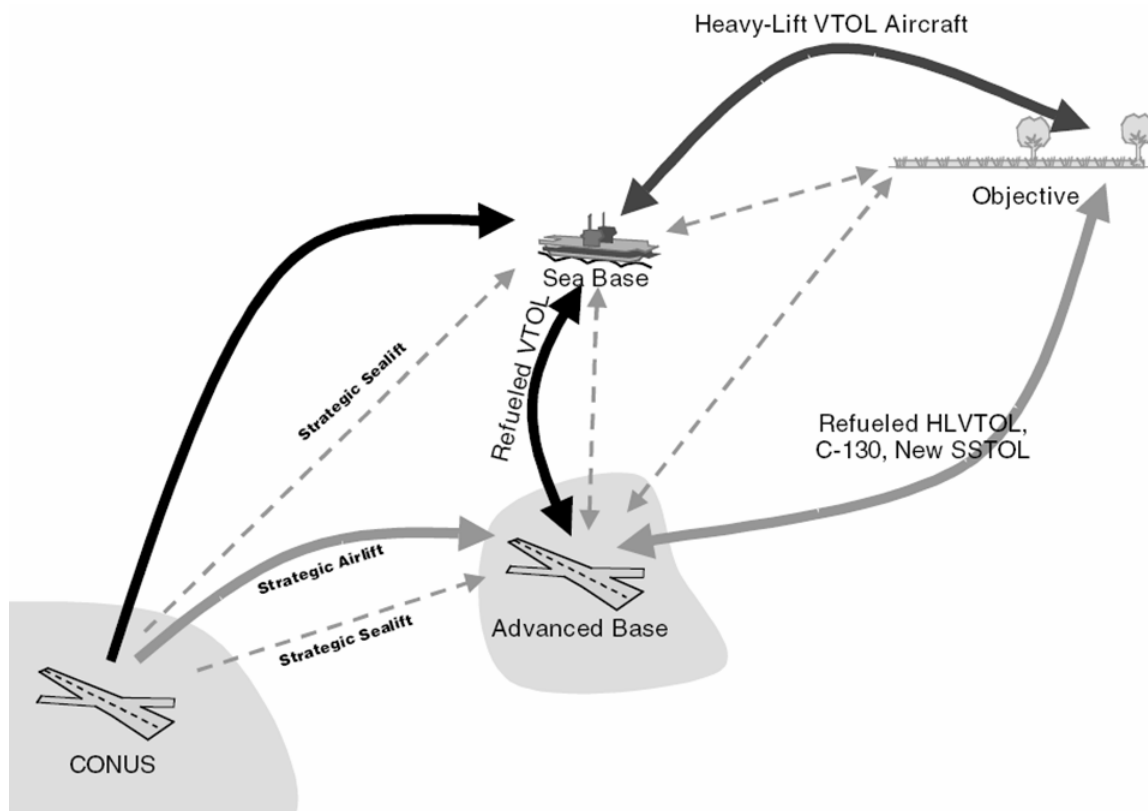 Heavy-Lift VTOL Aircraft
Objective
Sea Base
Refueled VTOL
Strategic Sealift
Refueled HLVTOL,
C-130, New SSTOL
Strategic Airlift
Strategic Sealift
Advanced Base
CONUS